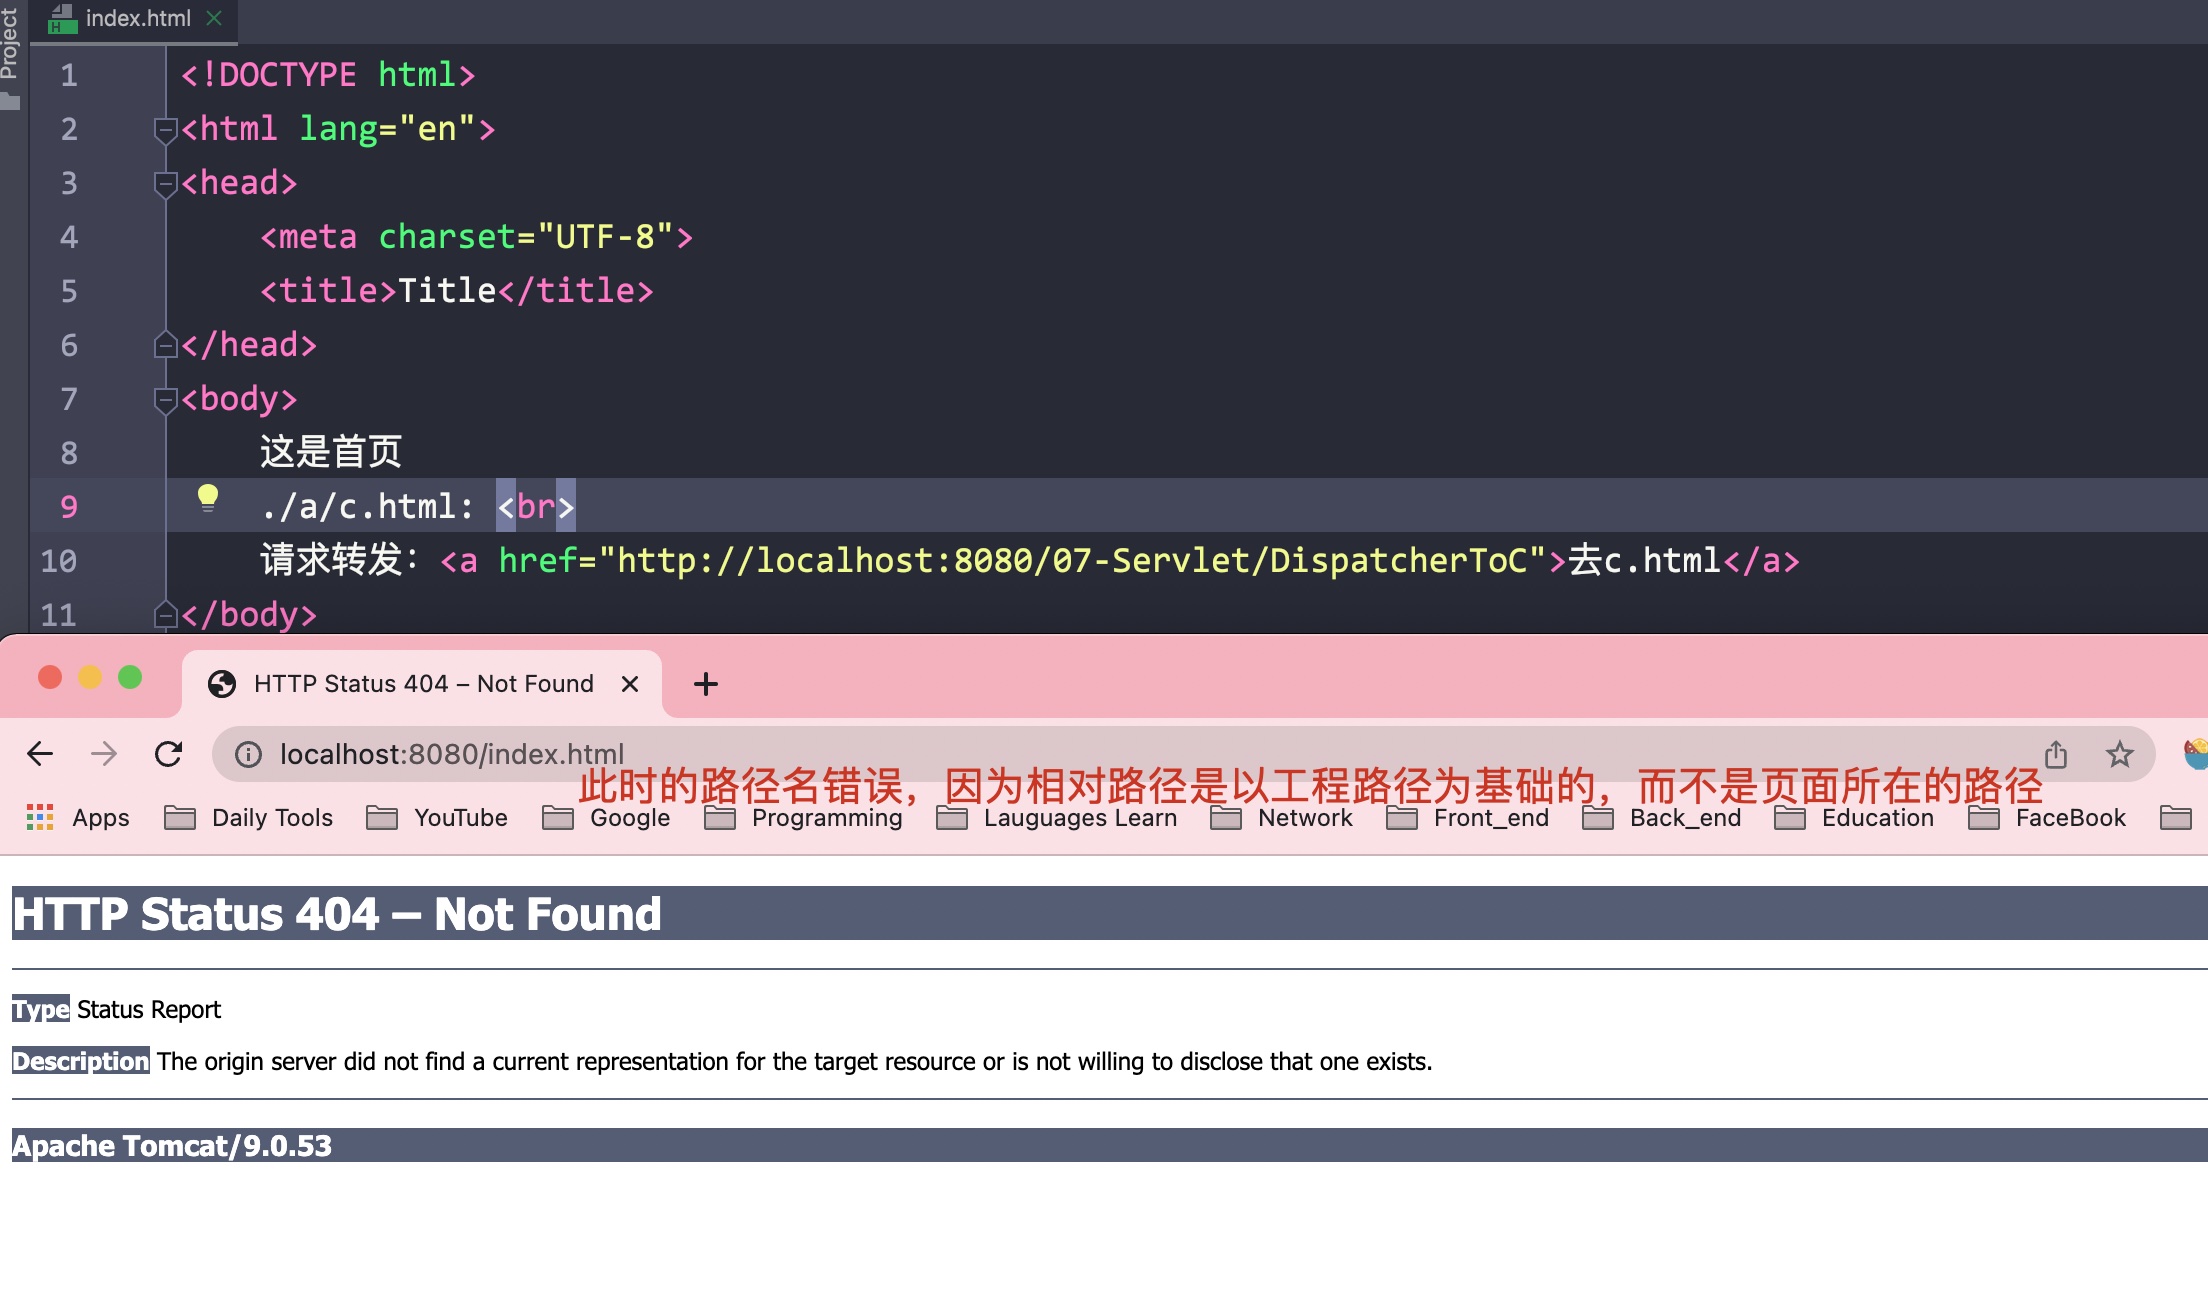 Project
index.html
1 <!DOCTYPE html>
2 <html lang="en">
3 <head>
4 <meta charset="UTF-8">
5 <title>Title</title>
6 </head>
7 <body>
8 这是首页
9 ./a/c.html: <br>
10 请求转发：<a href="http://localhost:8080/07-Servlet/DispatcherToC">去c.html</a>
11 </body>
HTTP Status 404 – Not Found
localhost:8080/index.html
此时的路径名错误，因为相对路径是以工程路径为基础的，而不是页面所在的路径
Apps Daily Tools YouTube Google Programming Lauguages Learn Network Front_end Back_end Education FaceBook
HTTP Status 404 – Not Found
Type Status Report
Description The origin server did not find a current representation for the target resource or is not willing to disclose that one exists.
Apache Tomcat/9.0.53